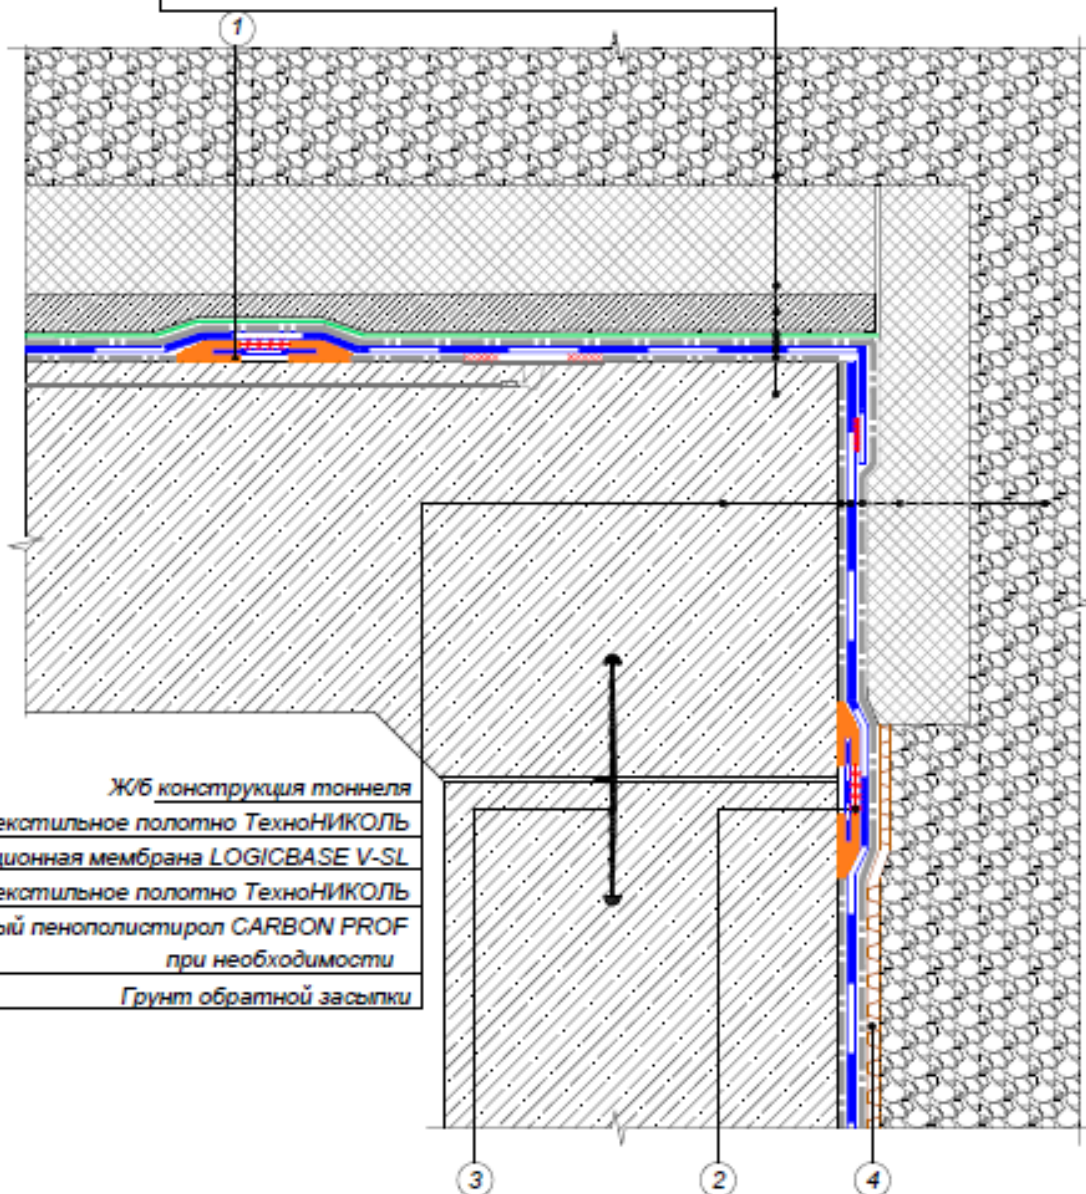 1
Ж/б конструкция тоннеля
екстильное полотно ТехноНИКОЛЬ
ционная мембрана LOGICBASE V-SL
екстильное полотно ТехноНИКОЛЬ
ый пенополистирол CARBON PROF
при необходимости
Грунт обратной засыпки
3 2 4